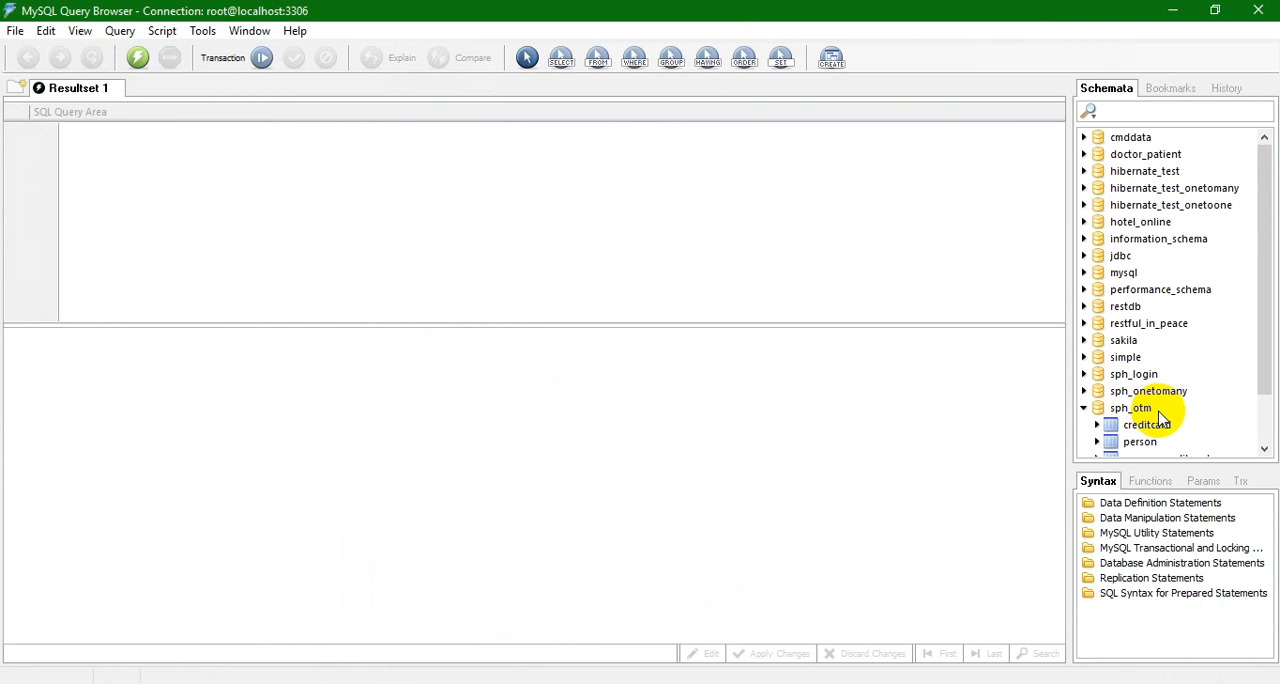 MySQL Query Browser - Connection: root@localhost:3306
File Edit View Query Script Tools Window Help
Transaction Explain Compare SELECT FROM WHERE GROUP HAVING ORDER SET CREATE
Resultset 1
SQL Query Area
Schemata Bookmarks History
cmddata
doctor_patient
hibernate_test
hibernate_test_onetomany
hibernate_test_onetoone
hotel_online
information_schema
jdbc
mysql
performance_schema
restdb
restful_in_peace
sakila
simple
sph_login
sph_onetomany
sph_otm
creditcard
person
Syntax Functions Params Trx
Data Definition Statements
Data Manipulation Statements
MySQL Utility Statements
MySQL Transactional and Locking ...
Database Administration Statements
Replication Statements
SQL Syntax for Prepared Statements
Edit Apply Changes Discard Changes First Last Search